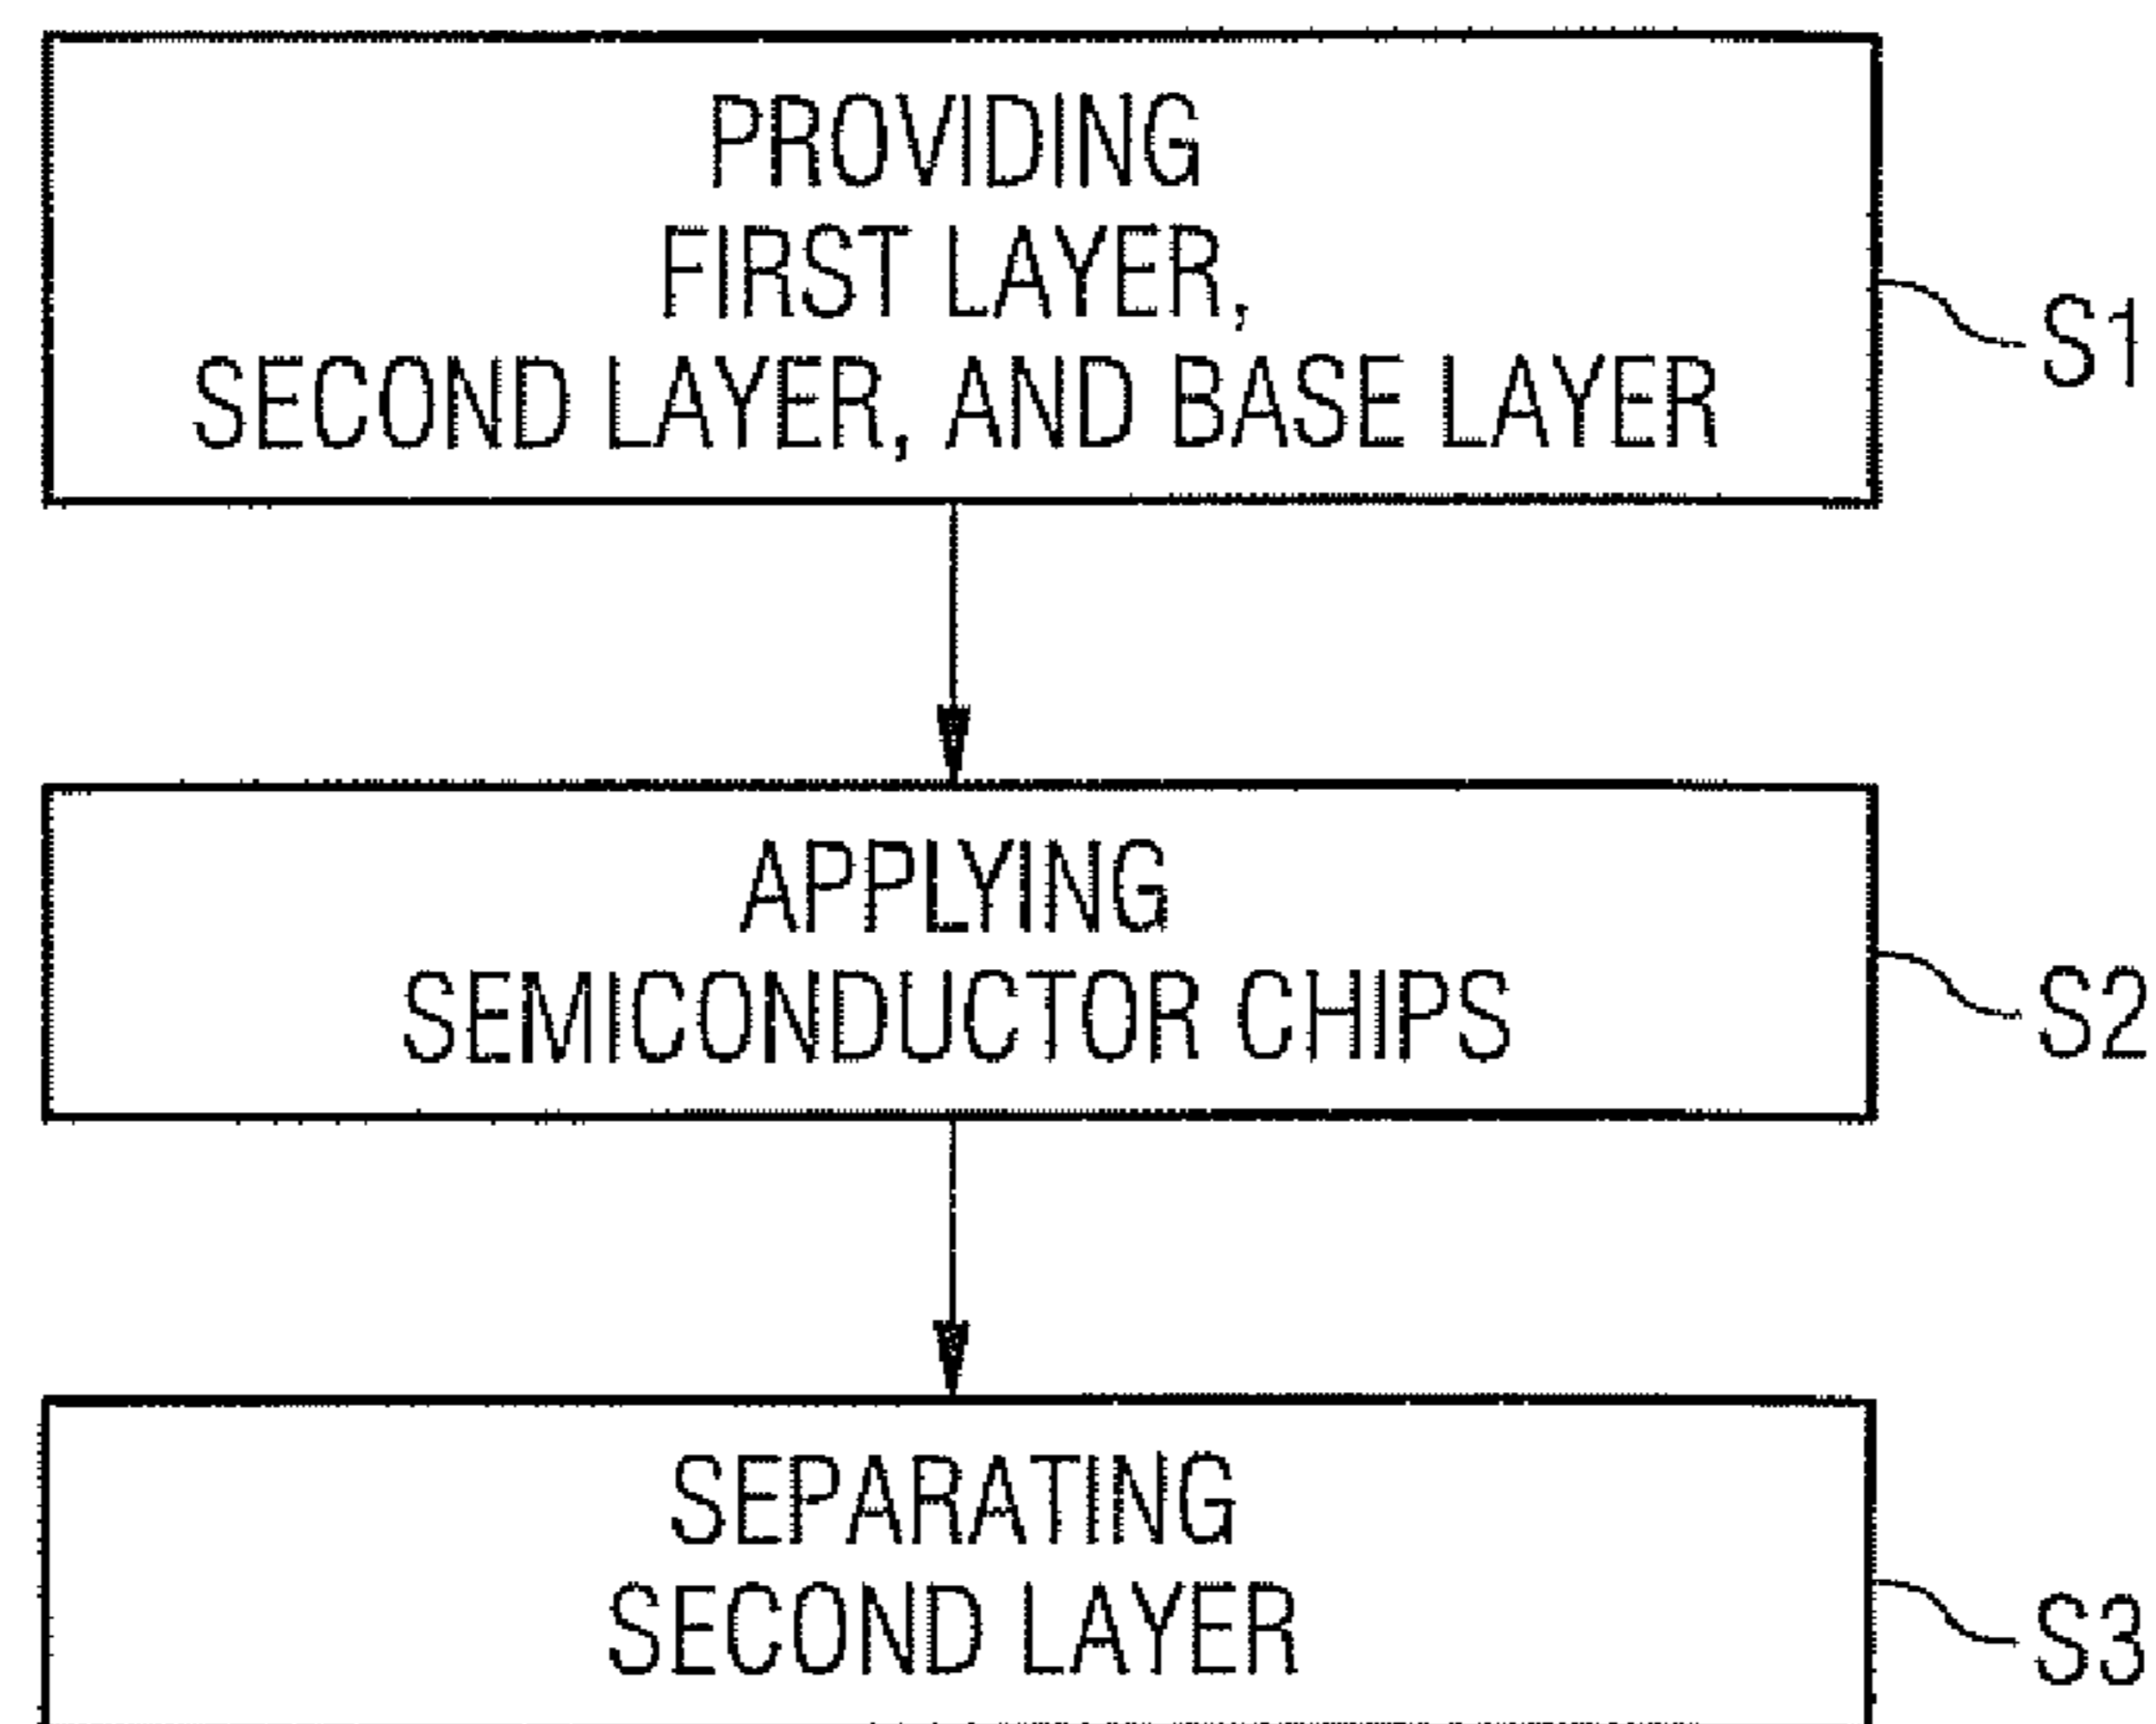 PROVIDING
FIRST LAYER,
SECOND LAYER, AND BASE LAYER
S1
APPLYING
SEMICONDUCTOR CHIPS
S2
SEPARATING
SECOND LAYER
S3